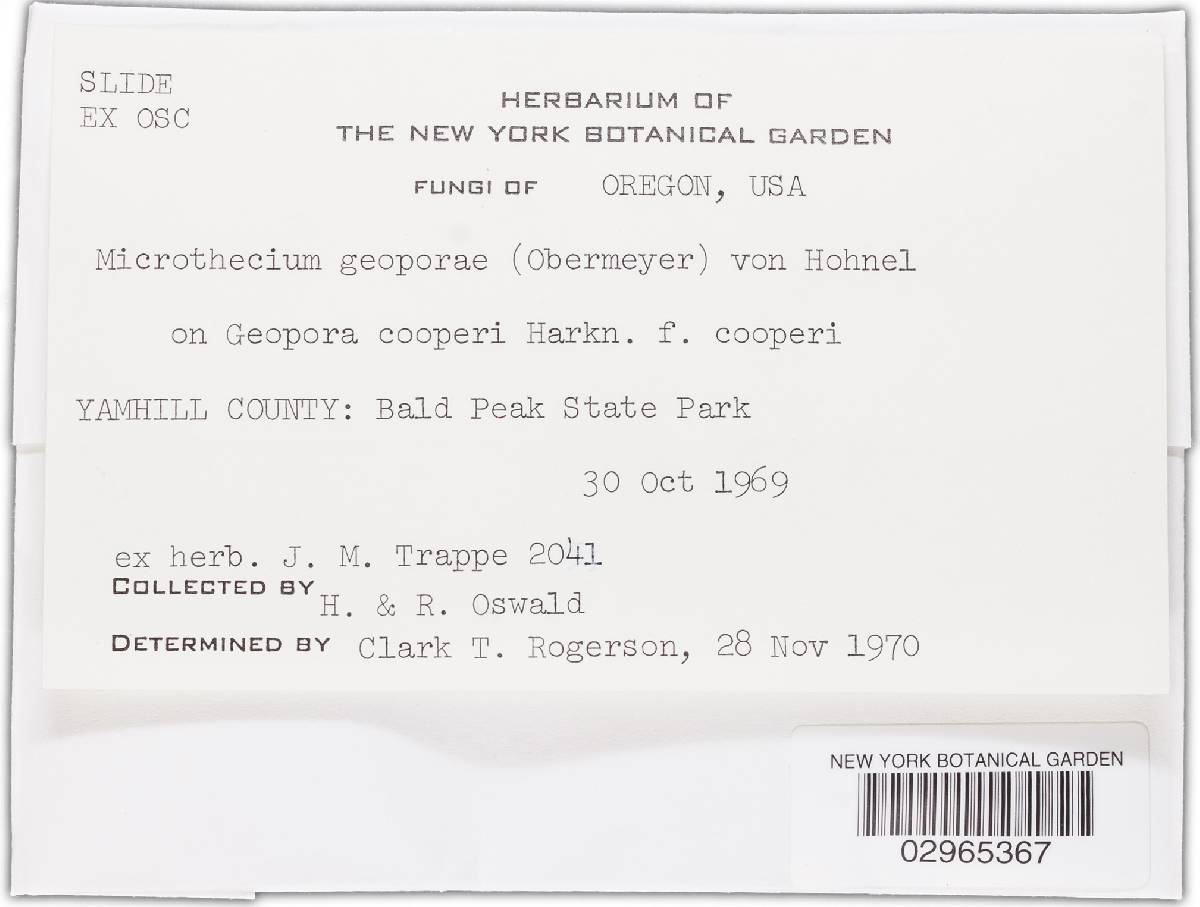 SLIDE
EX OSC
HERBARIUM OF
THE NEW YORK BOTANICAL GARDEN
FUNGI OF OREGON, USA
Microthecium geoporae (Obermeyer) von Hohnel
on Geopora cooperi Harkn. f. cooperi
YAMHILL COUNTY: Bald Peak State Park
30 Oct 1969
ex herb. J. M. Trappe 2041
COLLECTED BY H. & R. Oswald
DETERMINED BY Clark T. Rogerson, 28 Nov 1970
NEW YORK BOTANICAL GARDEN
02965367